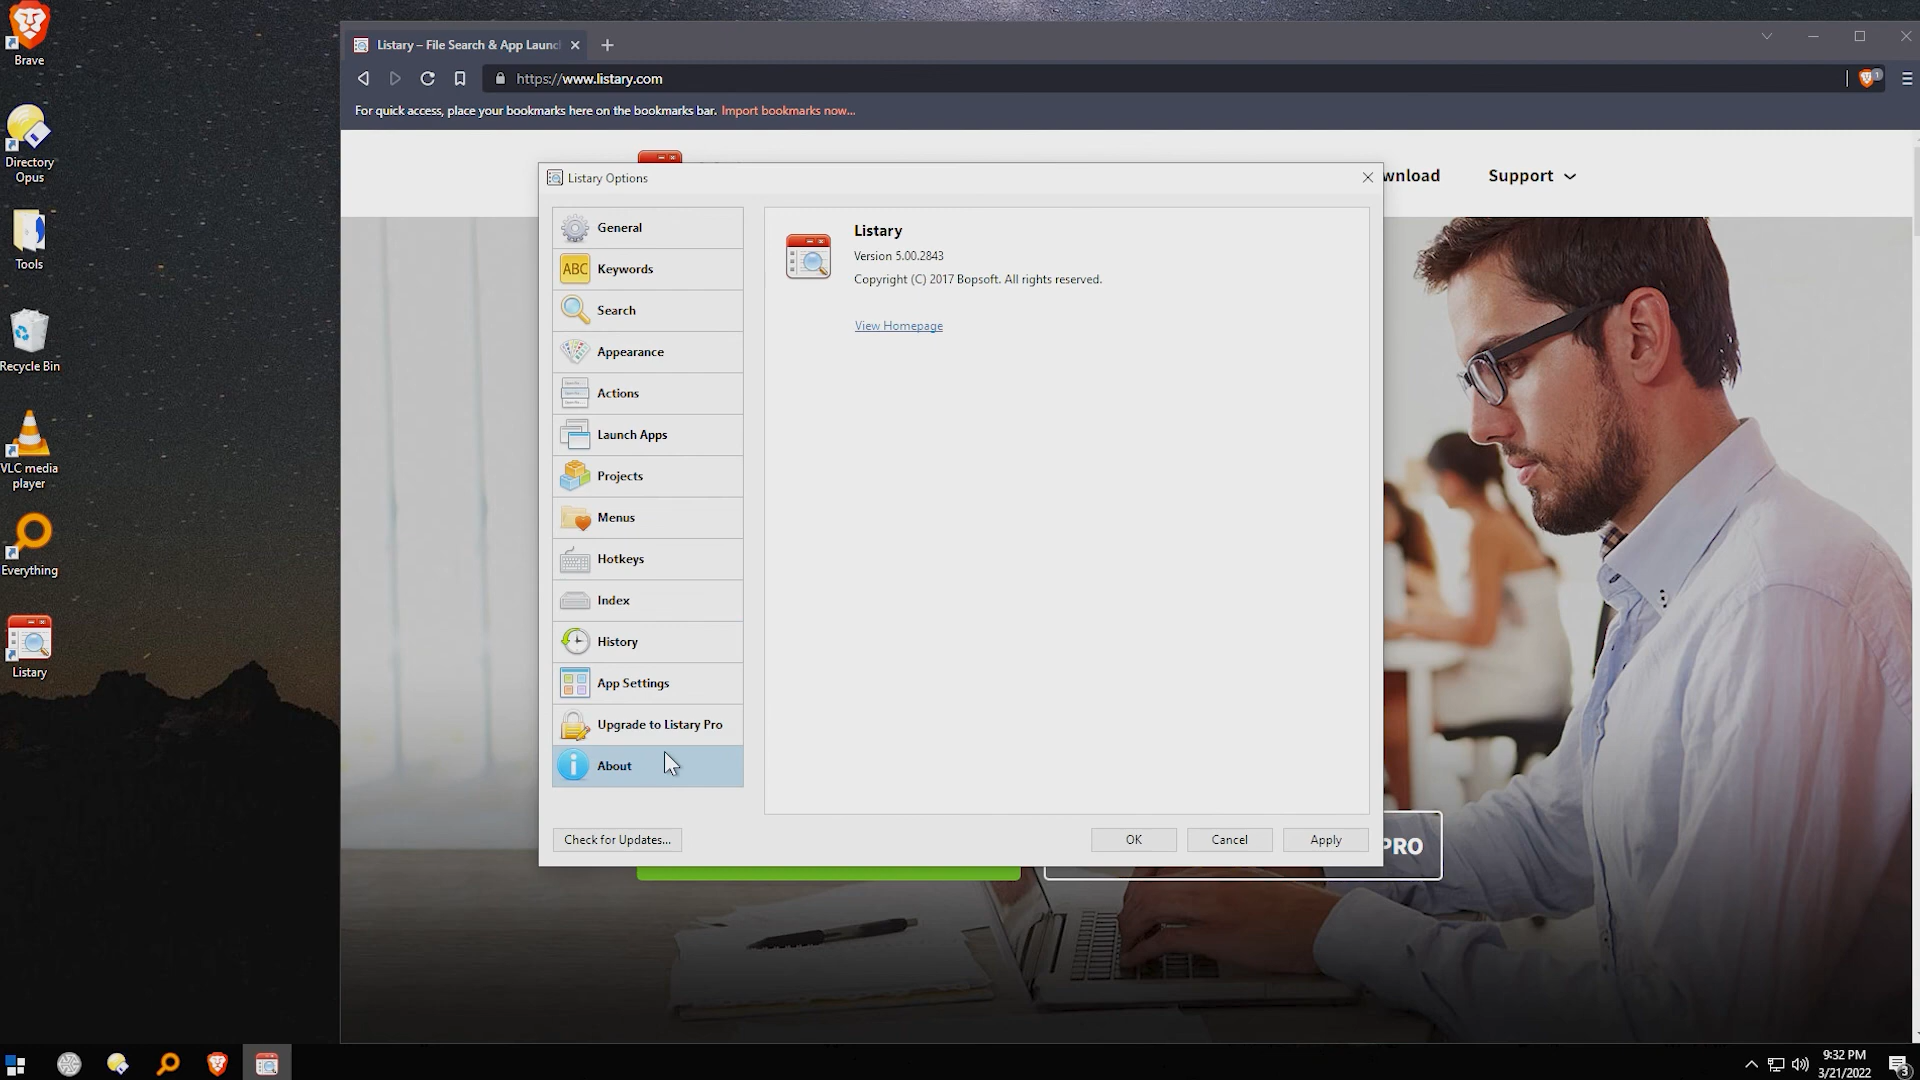 Brave
Directory
Opus
Tools
Recycle Bin
VLC media
player
Everything
Listary
Listary – File Search & App Launc
https://www.listary.com
1
For quick access, place your bookmarks here on the bookmarks bar. Import bookmarks now...
wnload
Support
Listary Options
General
ABC
Keywords
Search
Appearance
Actions
Launch Apps
Projects
Menus
Hotkeys
Index
History
App Settings
Upgrade to Listary Pro
About
Listary
Version 5.00.2843
Copyright (C) 2017 Bopsoft. All rights reserved.
View Homepage
Check for Updates...
OK
Cancel
Apply
PRO
9:32 PM
3/21/2022
3